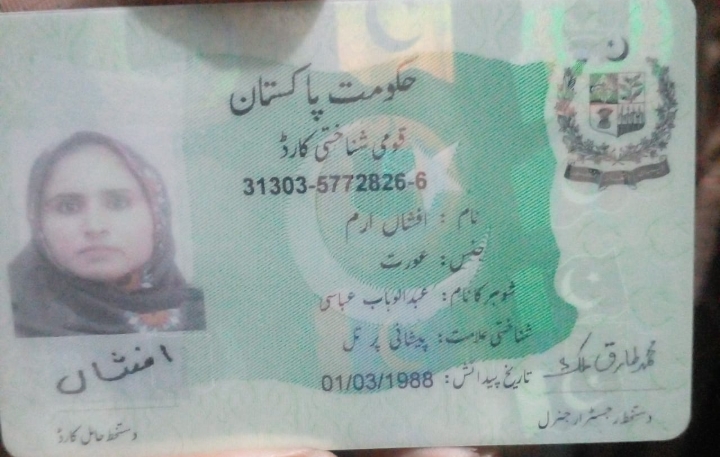 حکومت پاکستان
قومی شناختی کارڈ
31303-5772826-6
نام : افشاں ارم
جنس: عورت
شوہر کا نام: عبدالوہاب عباسی
شناختی علامت: پیشانی پر تل
تاریخ پیدائش: 01/03/1988
افشاں
محمد طارق ملک
دستخط حامل کارڈ
دستخط رجسٹرار جنرل